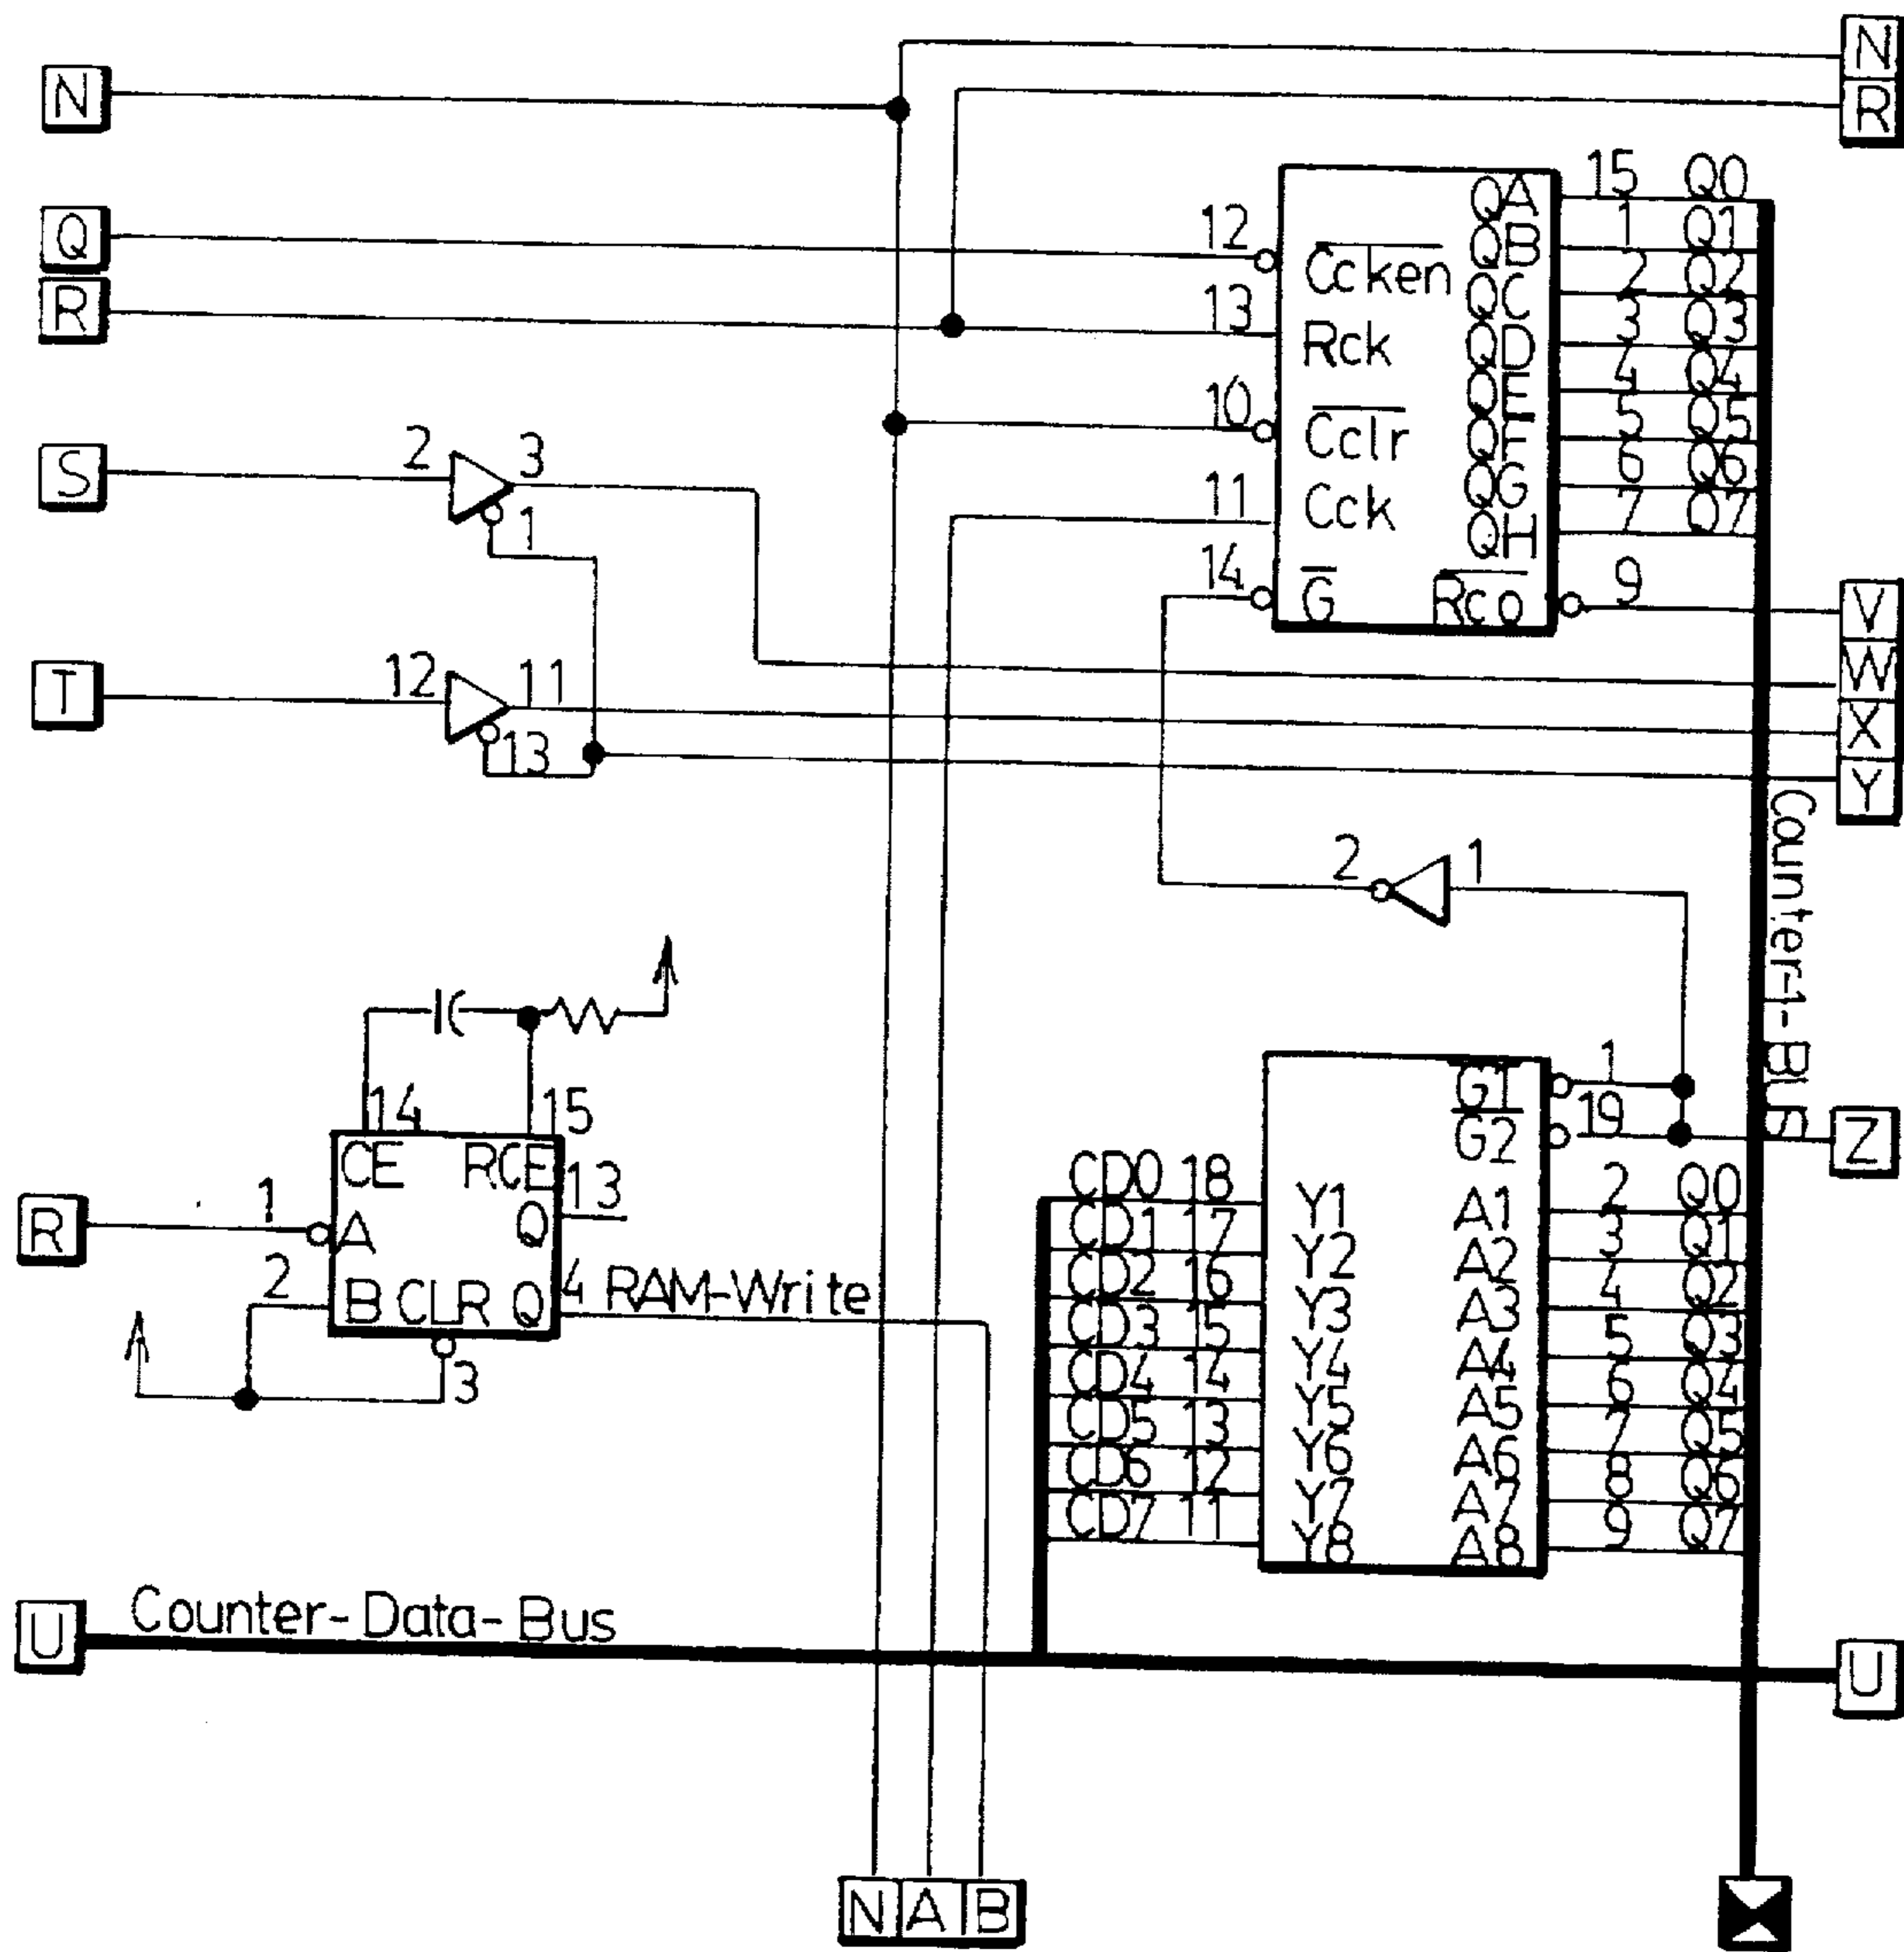 N
N
R
Q
R
S
T
12 Ccken
13 Rck
10 Cclr
11 Cck
14 G
QA 15 Q0
QB 1 Q1
QC 2 Q2
QD 3 Q3
QE 4 Q4
QF 5 Q5
QG 6 Q6
QH 7 Q7
Rco 9
2 3
1
12 11
13
V
W
X
Y
Counter-1-BUS
2 1
14 15
CE RCE
13
R 1 A Q
2 B CLR Q 4 RAM-Write
3
G1 1
G2 19
Z
CD0 18 Y1 A1 2 Q0
CD1 17 Y2 A2 3 Q1
CD2 16 Y3 A3 4 Q2
CD3 15 Y4 A4 5 Q3
CD4 14 Y5 A5 6 Q4
CD5 13 Y6 A6 7 Q5
CD6 12 Y7 A7 8 Q6
CD7 11 Y8 A8 9 Q7
U Counter-Data-Bus U
N A B